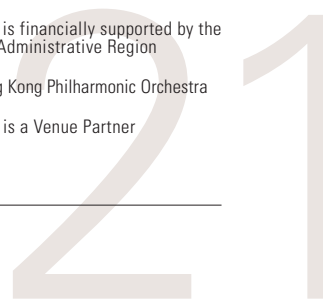 is financially supported by the
Administrative Region
Kong Philharmonic Orchestra
is a Venue Partner
21